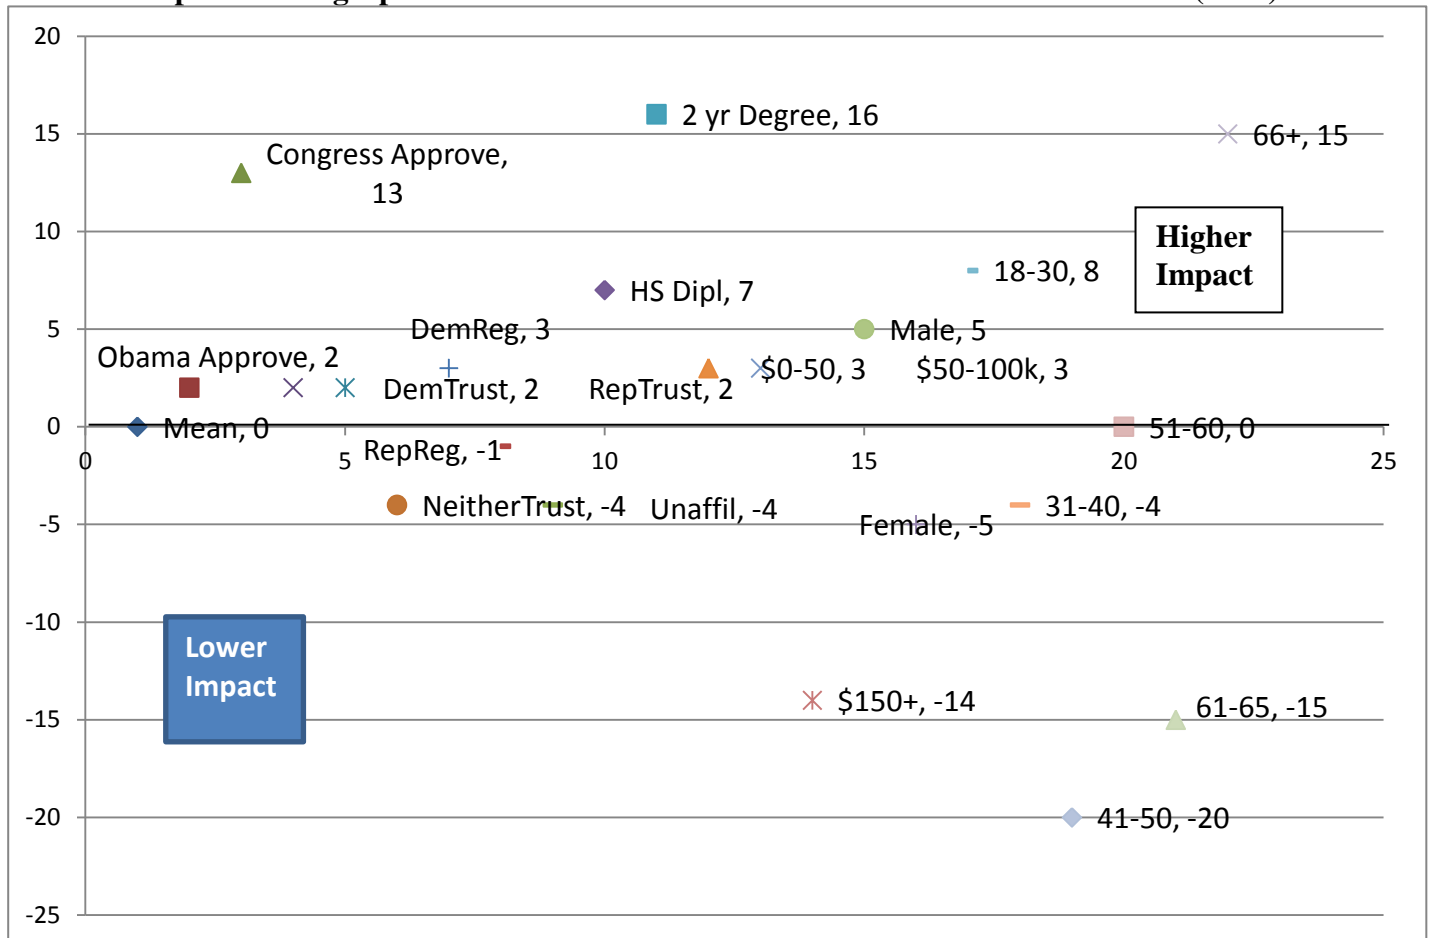 20
2 yr Degree, 16
15
66+, 15
Congress Approve,
13
10
Higher
Impact
18-30, 8
HS Dipl, 7
5
DemReg, 3
Male, 5
Obama Approve, 2
$0-50, 3
$50-100k, 3
DemTrust, 2
RepTrust, 2
0
Mean, 0
51-60, 0
RepReg, -1
0 5 10 15 20 25
NeitherTrust, -4
Unaffil, -4
31-40, -4
-5
Female, -5
-10
Lower
Impact
$150+, -14
61-65, -15
-15
-20
41-50, -20
-25